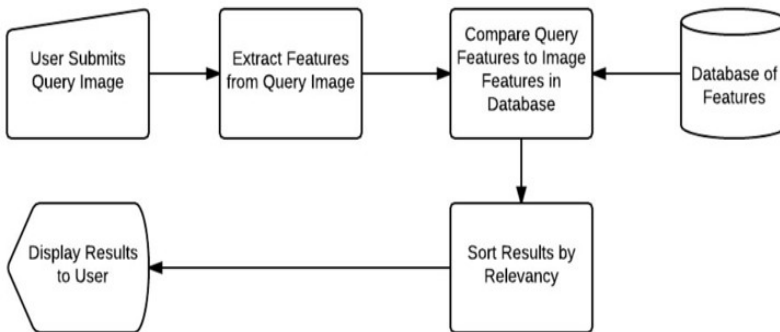 User Submits
Query Image
Extract Features
from Query Image
Compare Query
Features to Image
Features in
Database
Database of
Features
Sort Results by
Relevancy
Display Results
to User